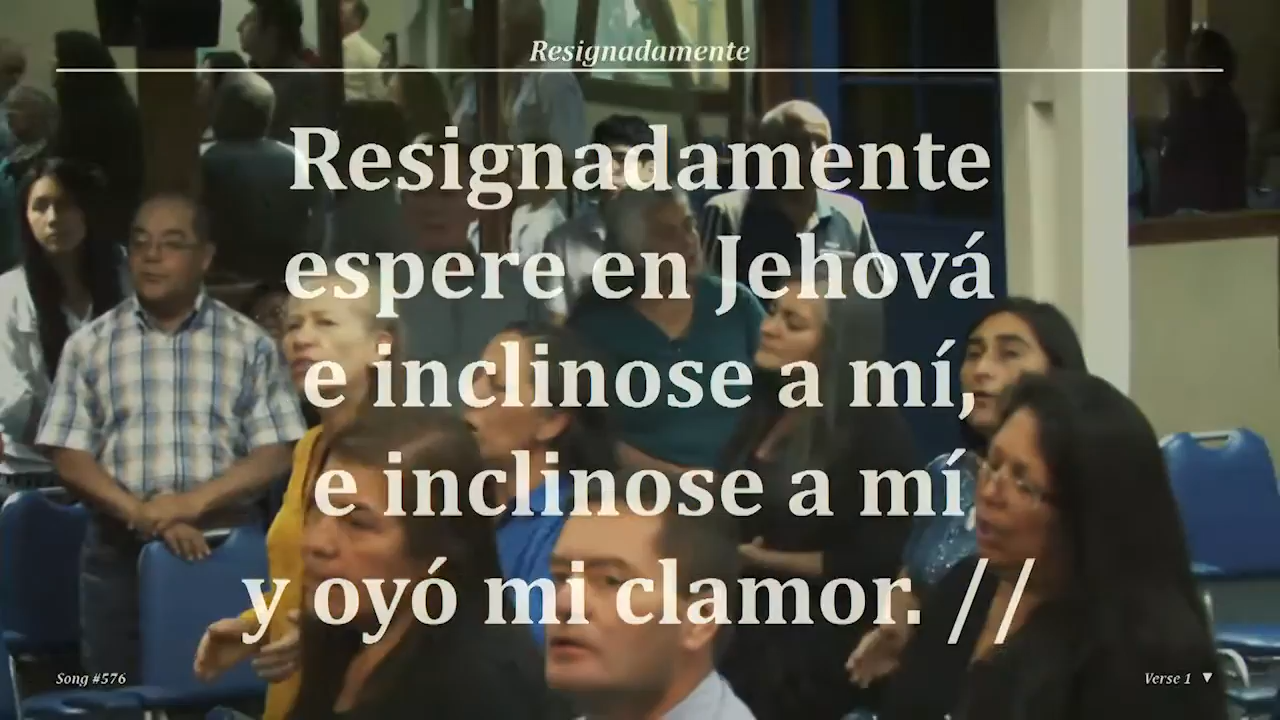 Resignadamente
Resignadamente
espere en Jehová
e inclinose a mí,
e inclinose a mí
y oyó mi clamor. //
Song #576
Verse 1 ▼